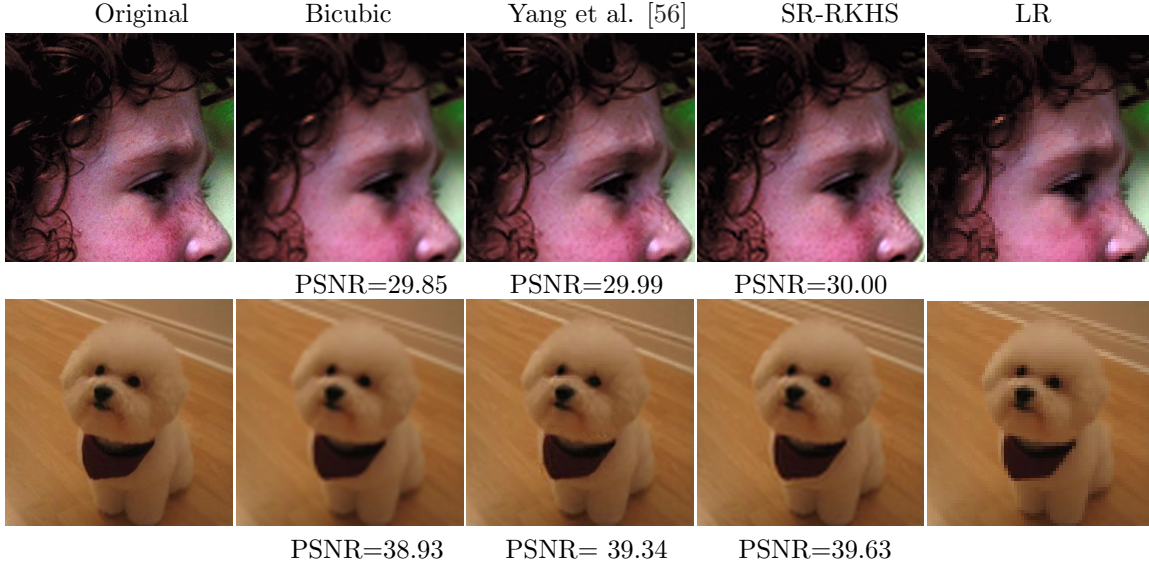 Original Bicubic Yang et al. [56] SR-RKHS LR
PSNR=29.85 PSNR=29.99 PSNR=30.00
PSNR=38.93 PSNR= 39.34 PSNR=39.63